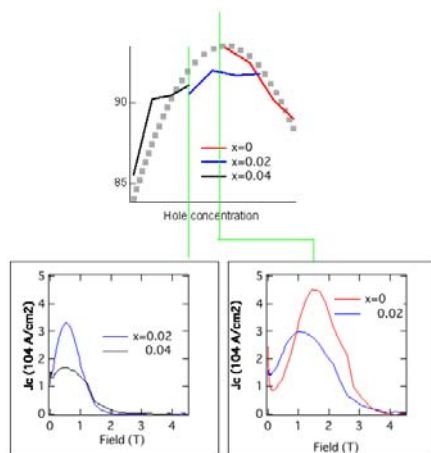 90
85
x=0
x=0.02
x=0.04
Hole concentration
5
4
3
2
1
0
Jc (104 A/cm2)
x=0.02
0.04
0 1 2 3 4
Field (T)
5
4
3
2
1
0
Jc (104 A/cm2)
x=0
0.02
0 1 2 3 4
Field (T)